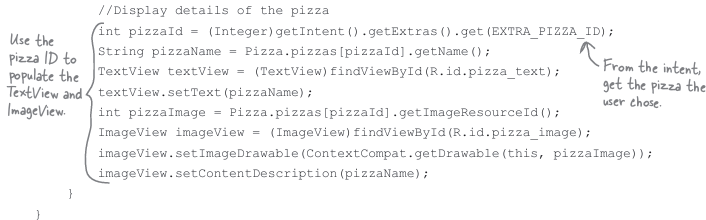 //Display details of the pizza
int pizzaId = (Integer)getIntent().getExtras().get(EXTRA_PIZZA_ID);
String pizzaName = Pizza.pizzas[pizzaId].getName();
TextView textView = (TextView)findViewById(R.id.pizza_text);
textView.setText(pizzaName);
int pizzaImage = Pizza.pizzas[pizzaId].getImageResourceId();
ImageView imageView = (ImageView)findViewById(R.id.pizza_image);
imageView.setImageDrawable(ContextCompat.getDrawable(this, pizzaImage));
imageView.setContentDescription(pizzaName);
}
}
Use the
pizza ID to
populate the
TextView and
ImageView.
From the intent,
get the pizza the
user chose.